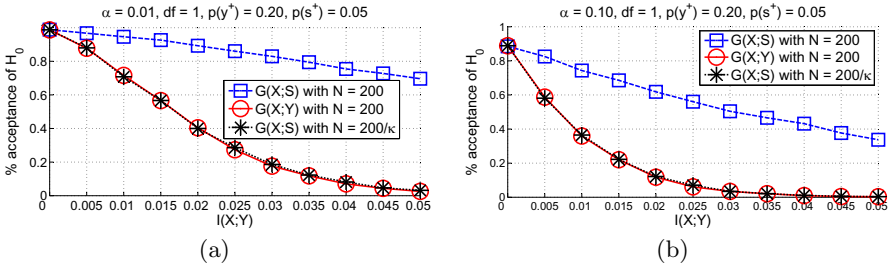 α = 0.01, df = 1, p(y⁺) = 0.20, p(s⁺) = 0.05
% acceptance of H₀
1
0.8
0.6
0.4
0.2
0 0.005 0.01 0.015 0.02 0.025 0.03 0.035 0.04 0.045 0.05
I(X;Y)
G(X;S) with N = 200
G(X;Y) with N = 200
G(X;S) with N = 200/κ
(a)
α = 0.10, df = 1, p(y⁺) = 0.20, p(s⁺) = 0.05
% acceptance of H₀
1
0.8
0.6
0.4
0.2
0
0 0.005 0.01 0.015 0.02 0.025 0.03 0.035 0.04 0.045 0.05
I(X;Y)
G(X;S) with N = 200
G(X;Y) with N = 200
G(X;S) with N = 200/κ
(b)